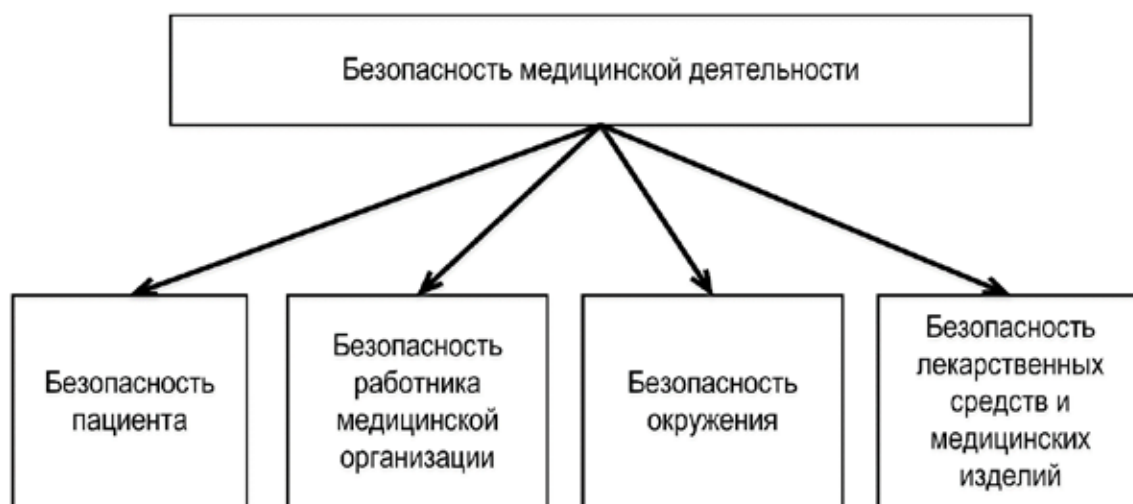 Безопасность медицинской деятельности
Безопасность
пациента
Безопасность
работника
медицинской
организации
Безопасность
окружения
Безопасность
лекарственных
средств и
медицинских
изделий